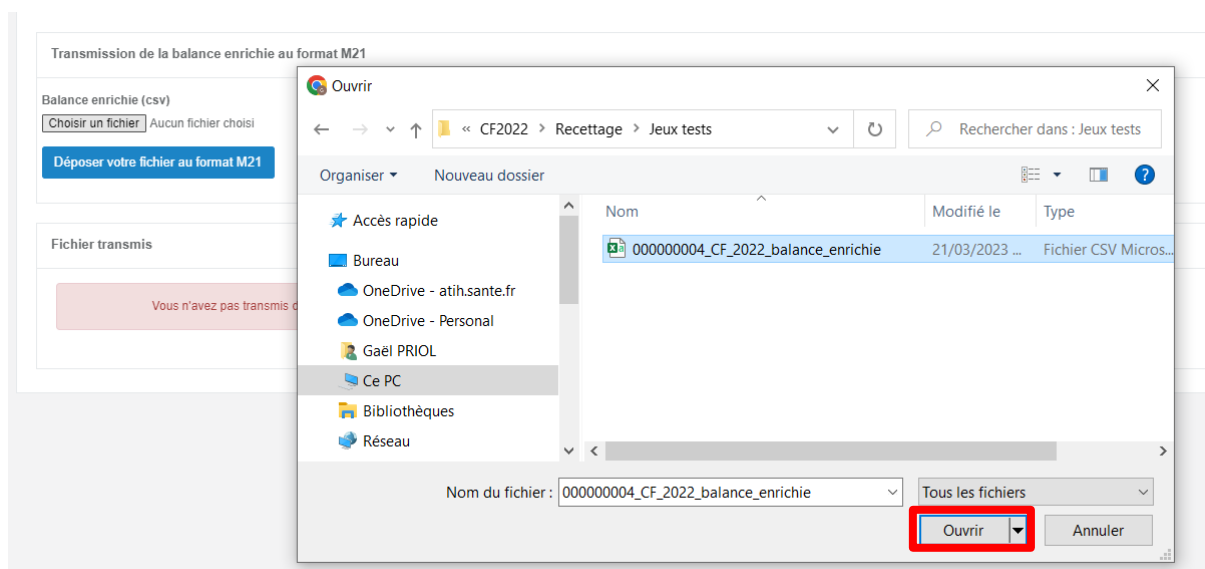 Transmission de la balance enrichie au format M21
Balance enrichie (csv)
Choisir un fichier Aucun fichier choisi
Déposer votre fichier au format M21
Fichier transmis
Vous n'avez pas transmis d
Ouvrir
« CF2022 > Recettage > Jeux tests
Rechercher dans : Jeux tests
Organiser
Nouveau dossier
?
Accès rapide
Bureau
OneDrive - atih.sante.fr
OneDrive - Personal
Gaël PRIOL
Ce PC
Bibliothèques
Réseau
Nom
Modifié le
Type
000000004_CF_2022_balance_enrichie
21/03/2023 ...
Fichier CSV Micros...
Nom du fichier :
000000004_CF_2022_balance_enrichie
Tous les fichiers
Ouvrir
Annuler